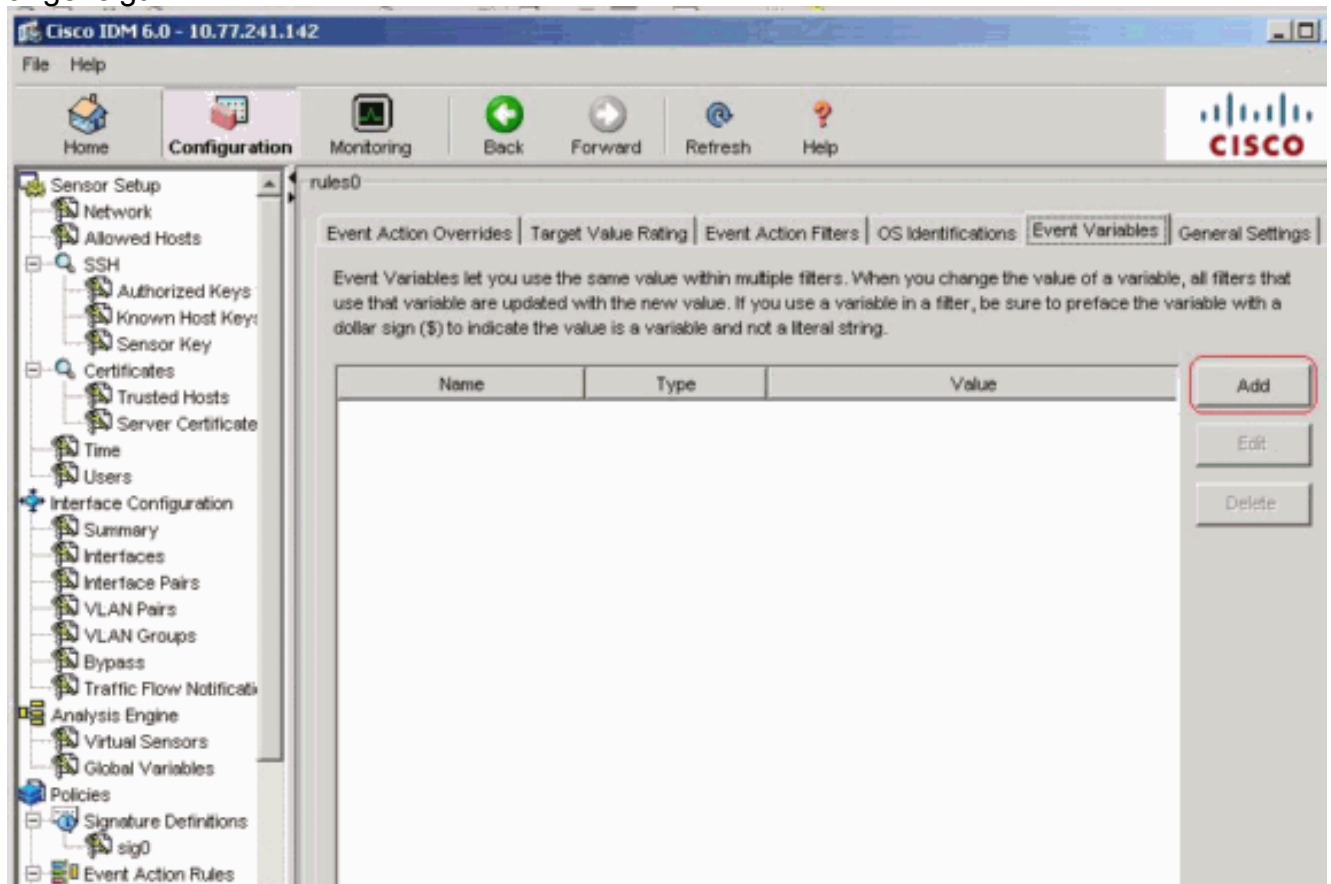 Cisco IDM 6.0 - 10.77.241.142
File Help
Home Configuration Monitoring Back Forward Refresh Help
CISCO
Sensor Setup
Network
Allowed Hosts
SSH
Authorized Keys
Known Host Keys
Sensor Key
Certificates
Trusted Hosts
Server Certificate
Time
Users
Interface Configuration
Summary
Interfaces
Interface Pairs
VLAN Pairs
VLAN Groups
Bypass
Traffic Flow Notificati
Analysis Engine
Virtual Sensors
Global Variables
Policies
Signature Definitions
sig0
Event Action Rules
rules0
Event Action Overrides Target Value Rating Event Action Filters OS Identifications Event Variables General Settings
Event Variables let you use the same value within multiple filters. When you change the value of a variable, all filters that
use that variable are updated with the new value. If you use a variable in a filter, be sure to preface the variable with a
dollar sign ($) to indicate the value is a variable and not a literal string.
Name Type Value
Add
Edit
Delete